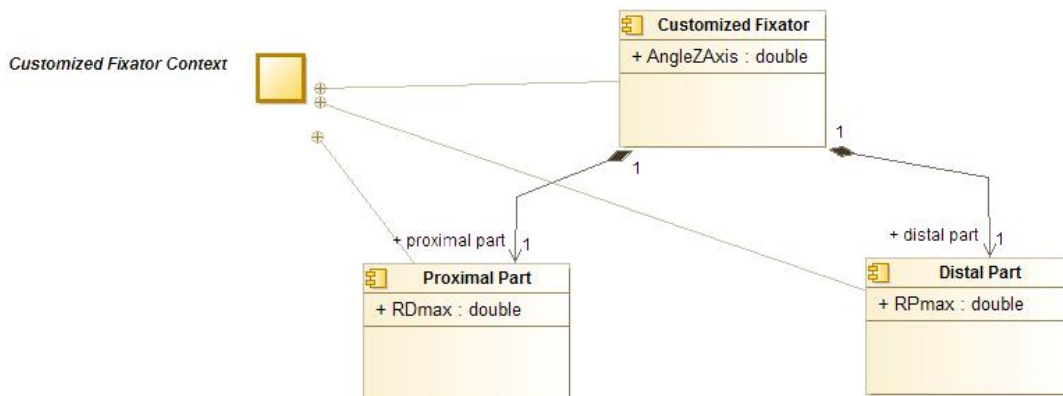 Customized Fixator
Customized Fixator Context
+ AngleZAxis : double
1
1
+ proximal part
1
+ distal part
1
Proximal Part
Distal Part
+ RDmax : double
+ RPmax : double